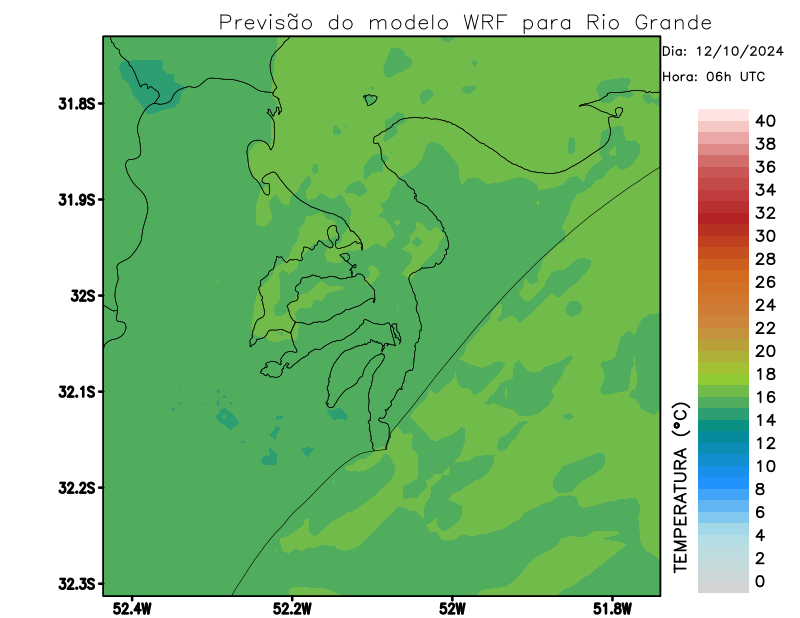 Previsão do modelo WRF para Rio Grande
Dia: 12/10/2024
Hora: 06h UTC
31.8S
31.9S
32S
32.1S
32.2S
32.3S
52.4W
52.2W
52W
51.8W
40
38
36
34
32
30
28
26
24
22
20
18
16
14
12
10
8
6
4
2
0
TEMPERATURA (°C)